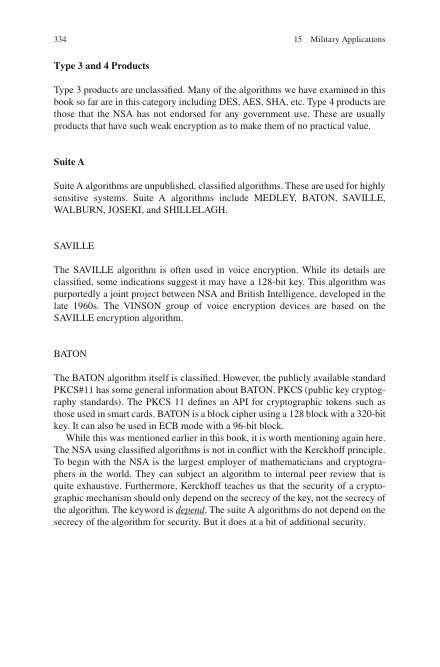 334
15 Military Applications
Type 3 and 4 Products
Type 3 products are unclassified. Many of the algorithms we have examined in this
book so far are in this category including DES, AES, SHA, etc. Type 4 products are
those that the NSA has not endorsed for any government use. These are usually
products that have such weak encryption as to make them of no practical value.
Suite A
Suite A algorithms are unpublished, classified algorithms. These are used for highly
sensitive systems. Suite A algorithms include MEDLEY, BATON, SAVILLE,
WALBURN, JOSEKI, and SHILLELAGH.
SAVILLE
The SAVILLE algorithm is often used in voice encryption. While its details are
classified, some indications suggest it may have a 128-bit key. This algorithm was
purportedly a joint project between NSA and British Intelligence, developed in the
late 1960s. The VINSON group of voice encryption devices are based on the
SAVILLE encryption algorithm.
BATON
The BATON algorithm itself is classified. However, the publicly available standard
PKCS#11 has some general information about BATON. PKCS (public key cryptog-
raphy standards). The PKCS 11 defines an API for cryptographic tokens such as
those used in smart cards. BATON is a block cipher using a 128 block with a 320-bit
key. It can also be used in ECB mode with a 96-bit block.
While this was mentioned earlier in this book, it is worth mentioning again here.
The NSA using classified algorithms is not in conflict with the Kerckhoff principle.
To begin with the NSA is the largest employer of mathematicians and cryptogra-
phers in the world. They can subject an algorithm to internal peer review that is
quite exhaustive. Furthermore, Kerckhoff teaches us that the security of a crypto-
graphic mechanism should only depend on the secrecy of the key, not the secrecy of
the algorithm. The keyword is depend. The suite A algorithms do not depend on the
secrecy of the algorithm for security. But it does at a bit of additional security.